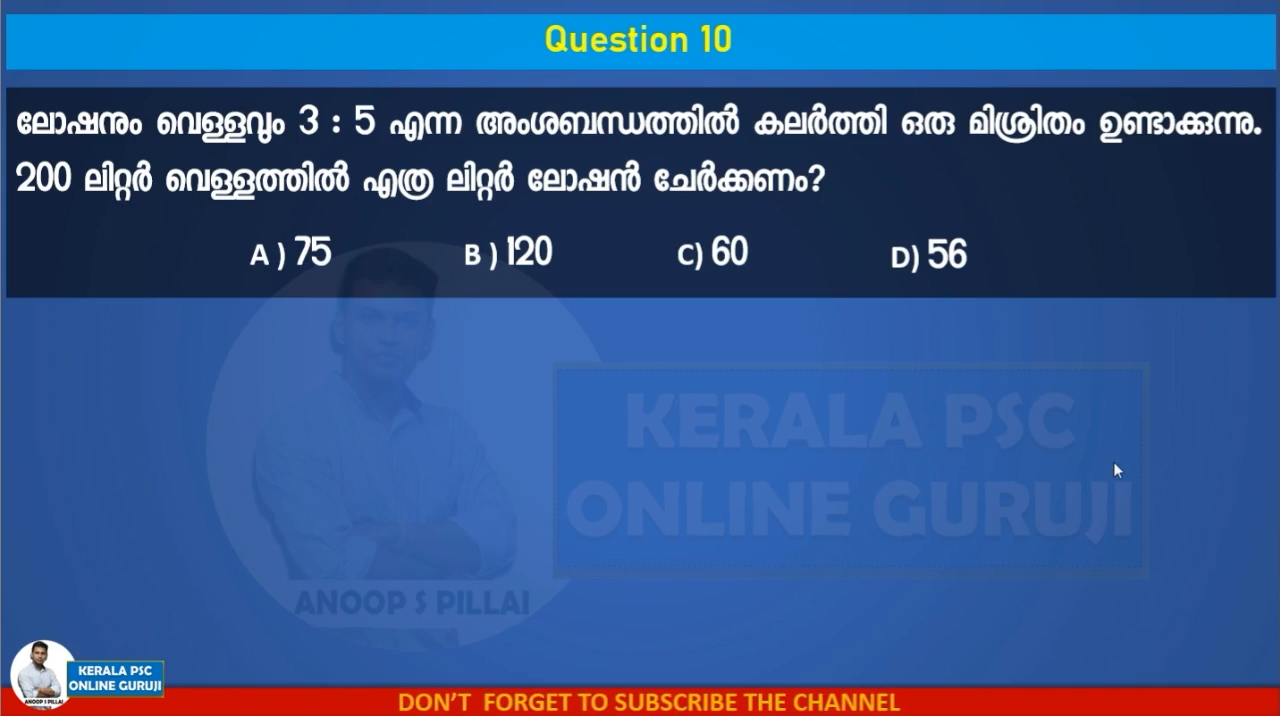 Question 10
ലോഷനും വെള്ളവും 3 : 5 എന്ന അംശബന്ധത്തിൽ കലർത്തി ഒരു മിശ്രിതം ഉണ്ടാക്കുന്നു.
200 ലിറ്റർ വെള്ളത്തിൽ എത്ര ലിറ്റർ ലോഷൻ ചേർക്കണം?
A ) 75 B ) 120 C) 60 D) 56
KERALA PSC
ONLINE GURUJI
ANOOP S PILLAI
KERALA PSC
ONLINE GURUJI
ANOOP S PILLAI
DON'T FORGET TO SUBSCRIBE THE CHANNEL